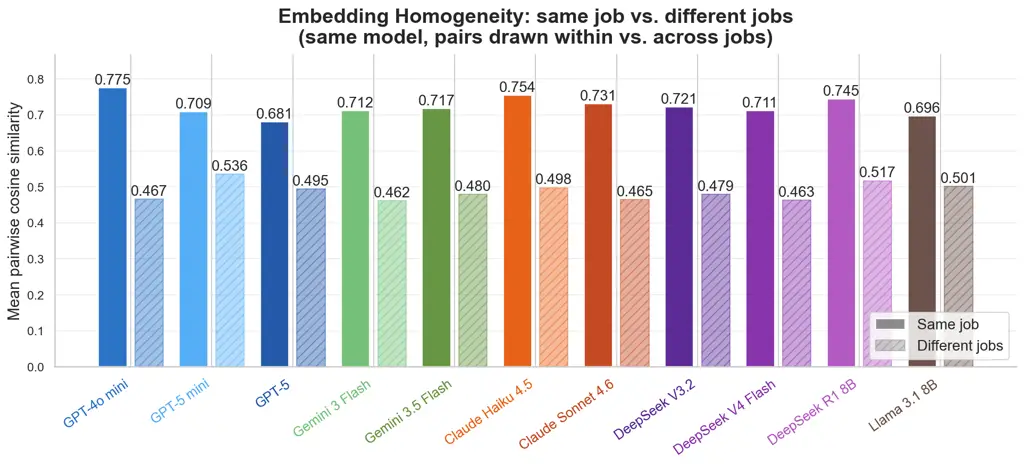 Embedding Homogeneity: same job vs. different jobs
(same model, pairs drawn within vs. across jobs)
Mean pairwise cosine similarity
0.8
0.7
0.6
0.5
0.4
0.3
0.2
0.1
0.0
0.775
0.467
0.709
0.536
0.681
0.495
0.712
0.462
0.717
0.480
0.754
0.498
0.731
0.465
0.721
0.479
0.711
0.463
0.745
0.517
0.696
0.501
Same job
Different jobs
GPT-4o mini
GPT-5 mini
GPT-5
Gemini 3 Flash
Gemini 3.5 Flash
Claude Haiku 4.5
Claude Sonnet 4.6
DeepSeek V3.2
DeepSeek V4 Flash
DeepSeek R1 8B
Llama 3.1 8B